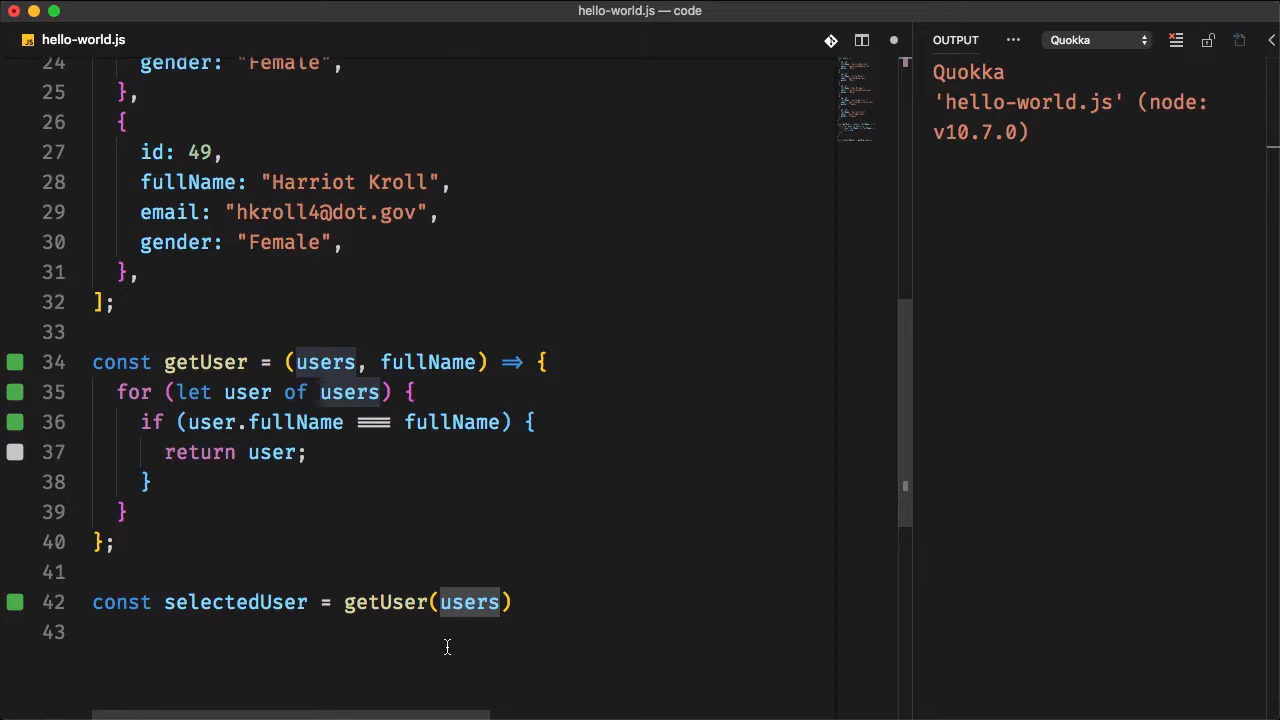 hello-world.js — code
JS hello-world.js
24 gender: "Female",
25 },
26 {
27 id: 49,
28 fullName: "Harriot Kroll",
29 email: "hkroll4@dot.gov",
30 gender: "Female",
31 },
32 ];
33
34 const getUser = (users, fullName) => {
35 for (let user of users) {
36 if (user.fullName === fullName) {
37 return user;
38 }
39 }
40 };
41
42 const selectedUser = getUser(users)
43
OUTPUT ··· Quokka
Quokka
'hello-world.js' (node:
v10.7.0)